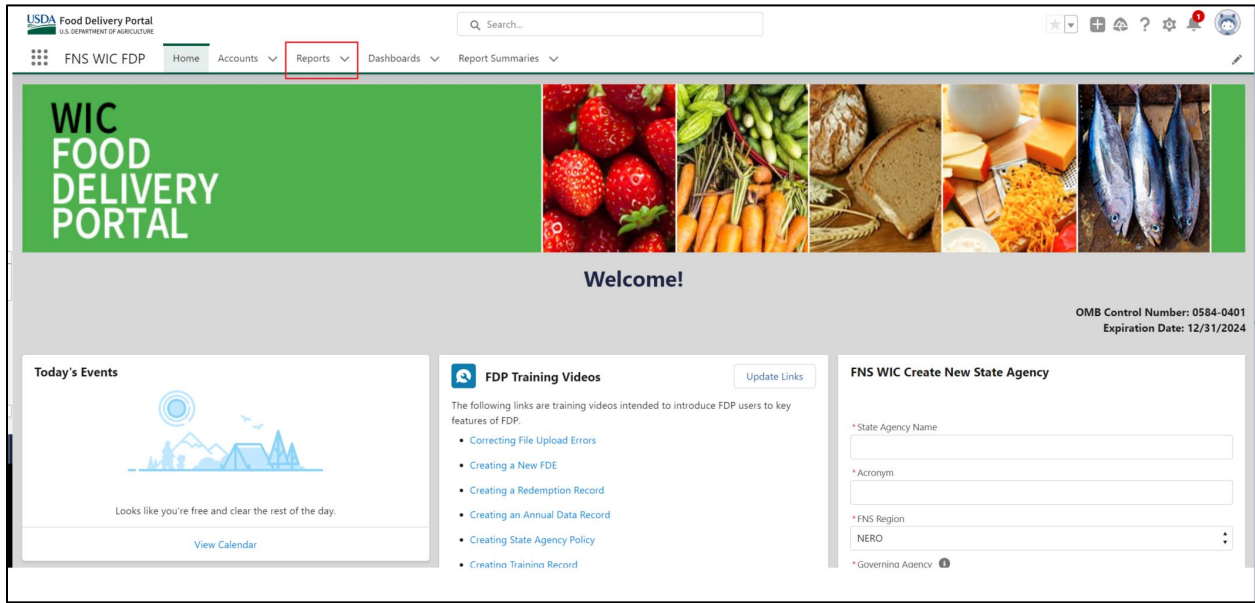 USDA Food Delivery Portal
U.S. DEPARTMENT OF AGRICULTURE
Search...
FNS WIC FDP Home Accounts Reports Dashboards Report Summaries
WIC
FOOD
DELIVERY
PORTAL
Welcome!
OMB Control Number: 0584-0401
Expiration Date: 12/31/2024
Today's Events
Looks like you're free and clear the rest of the day.
View Calendar
FDP Training Videos
Update Links
The following links are training videos intended to introduce FDP users to key
features of FDP.
• Correcting File Upload Errors
• Creating a New FDE
• Creating a Redemption Record
• Creating an Annual Data Record
• Creating State Agency Policy
• Creating Training Record
FNS WIC Create New State Agency
*State Agency Name
*Acronym
*FNS Region
NERO
*Governing Agency